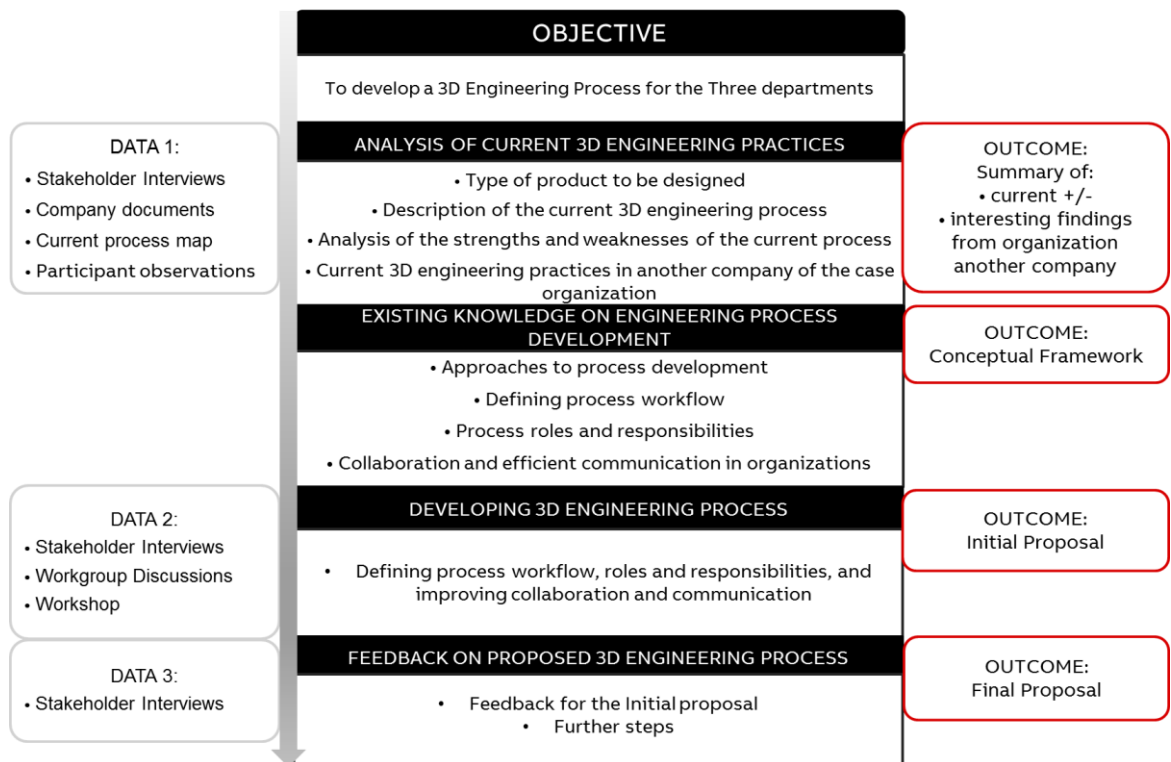 OBJECTIVE
To develop a 3D Engineering Process for the Three departments
DATA 1:
• Stakeholder Interviews
• Company documents
• Current process map
• Participant observations
ANALYSIS OF CURRENT 3D ENGINEERING PRACTICES
• Type of product to be designed
• Description of the current 3D engineering process
• Analysis of the strengths and weaknesses of the current process
• Current 3D engineering practices in another company of the case
organization
OUTCOME:
Summary of:
• current +/-
• interesting findings
from organization
another company
EXISTING KNOWLEDGE ON ENGINEERING PROCESS
DEVELOPMENT
• Approaches to process development
• Defining process workflow
• Process roles and responsibilities
• Collaboration and efficient communication in organizations
OUTCOME:
Conceptual Framework
DATA 2:
• Stakeholder Interviews
• Workgroup Discussions
• Workshop
DEVELOPING 3D ENGINEERING PROCESS
• Defining process workflow, roles and responsibilities, and
improving collaboration and communication
OUTCOME:
Initial Proposal
DATA 3:
• Stakeholder Interviews
FEEDBACK ON PROPOSED 3D ENGINEERING PROCESS
• Feedback for the Initial proposal
• Further steps
OUTCOME:
Final Proposal